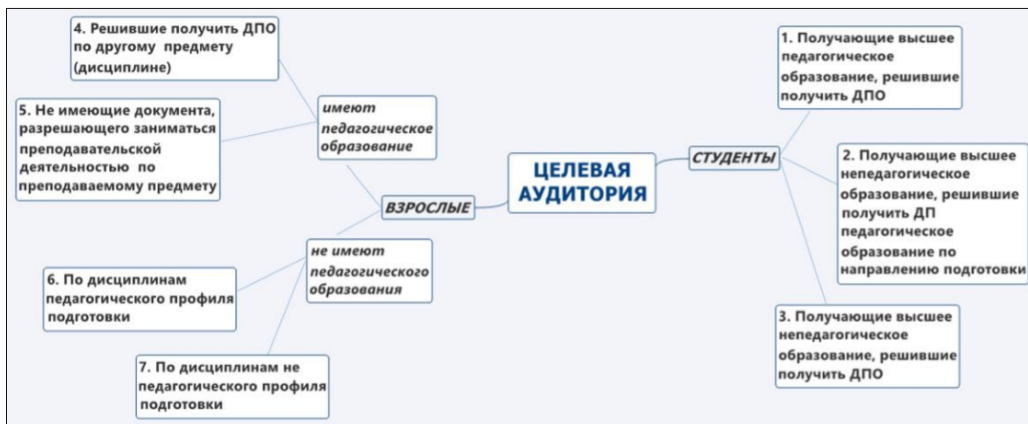 ЦЕЛЕВАЯ
АУДИТОРИЯ
СТУДЕНТЫ
1. Получающие высшее
педагогическое
образование, решившие
получить ДПО
2. Получающие высшее
непедагогическое
образование, решившие
получить ДП
педагогическое
образование по
направлению подготовки
3. Получающие высшее
непедагогическое
образование, решившие
получить ДПО
ВЗРОСЛЫЕ
имеют
педагогическое
образование
4. Решившие получить ДПО
по другому предмету
(дисциплине)
5. Не имеющие документа,
разрешающего заниматься
преподавательской
деятельностью по
преподаваемому предмету
не имеют
педагогического
образования
6. По дисциплинам
педагогического профиля
подготовки
7. По дисциплинам не
педагогического профиля
подготовки